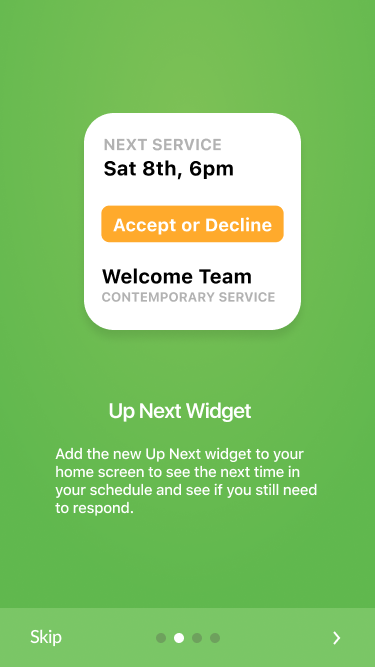 NEXT SERVICE
Sat 8th, 6pm
Accept or Decline
Welcome Team
CONTEMPORARY SERVICE
Up Next Widget
Add the new Up Next widget to your
home screen to see the next time in
your schedule and see if you still need
to respond.
Skip